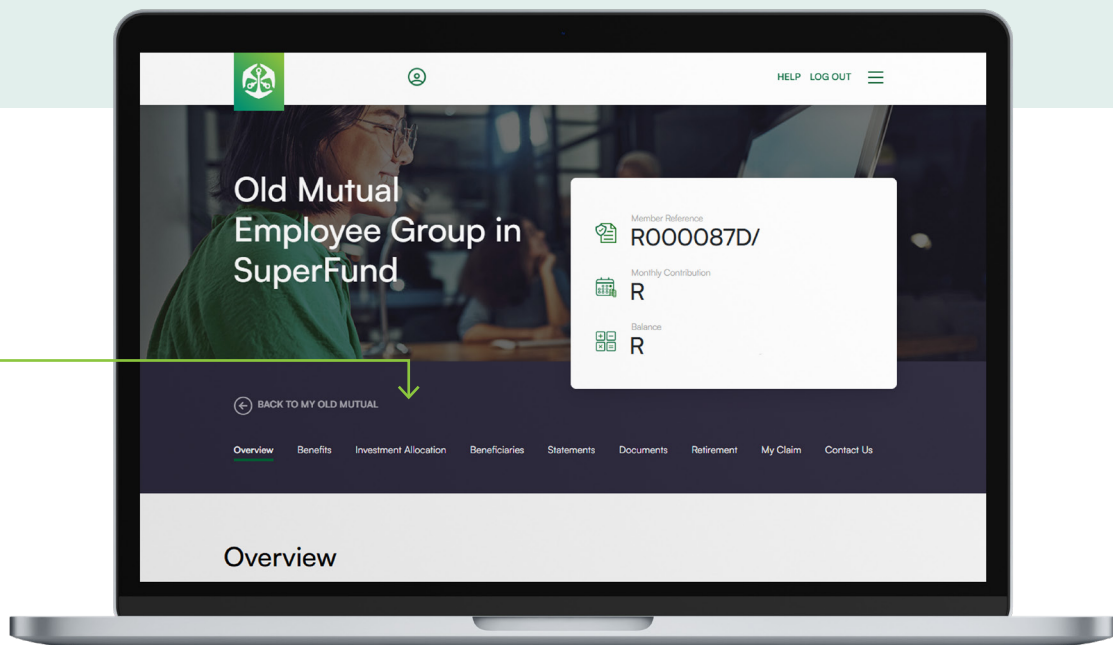 HELP LOG OUT
Old Mutual
Employee Group in
SuperFund
Member Reference
R000087D/
Monthly Contribution
R
Balance
R
BACK TO MY OLD MUTUAL
Overview Benefits Investment Allocation Beneficiaries Statements Documents Retirement My Claim Contact Us
Overview